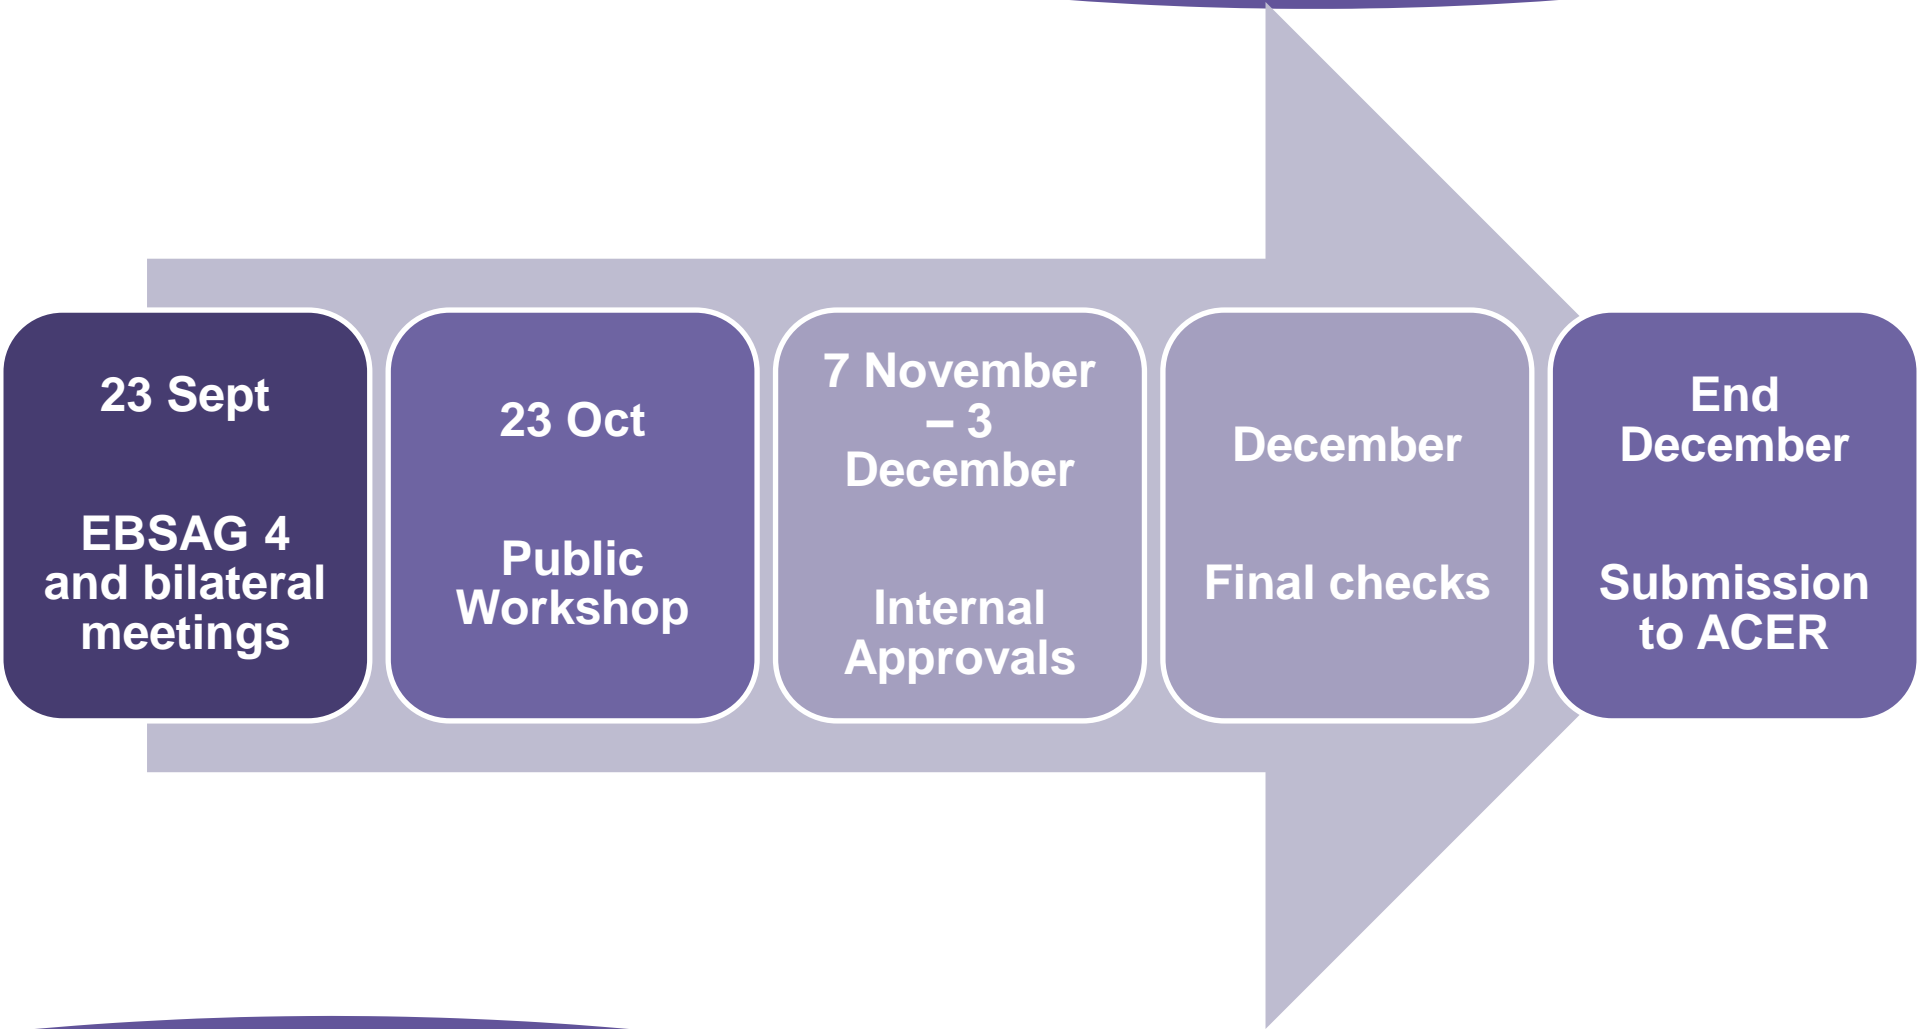 23 Sept
EBSAG 4
and bilateral
meetings
23 Oct
Public
Workshop
7 November
– 3
December
Internal
Approvals
December
Final checks
End
December
Submission
to ACER